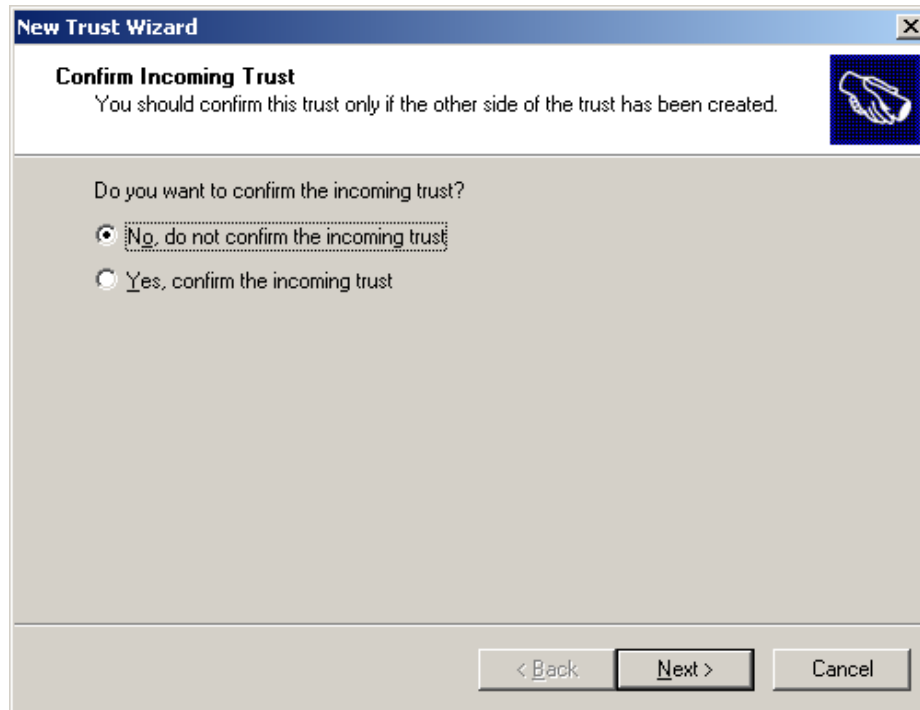 New Trust Wizard
Confirm Incoming Trust
You should confirm this trust only if the other side of the trust has been created.
Do you want to confirm the incoming trust?
No, do not confirm the incoming trust
Yes, confirm the incoming trust
< Back Next > Cancel